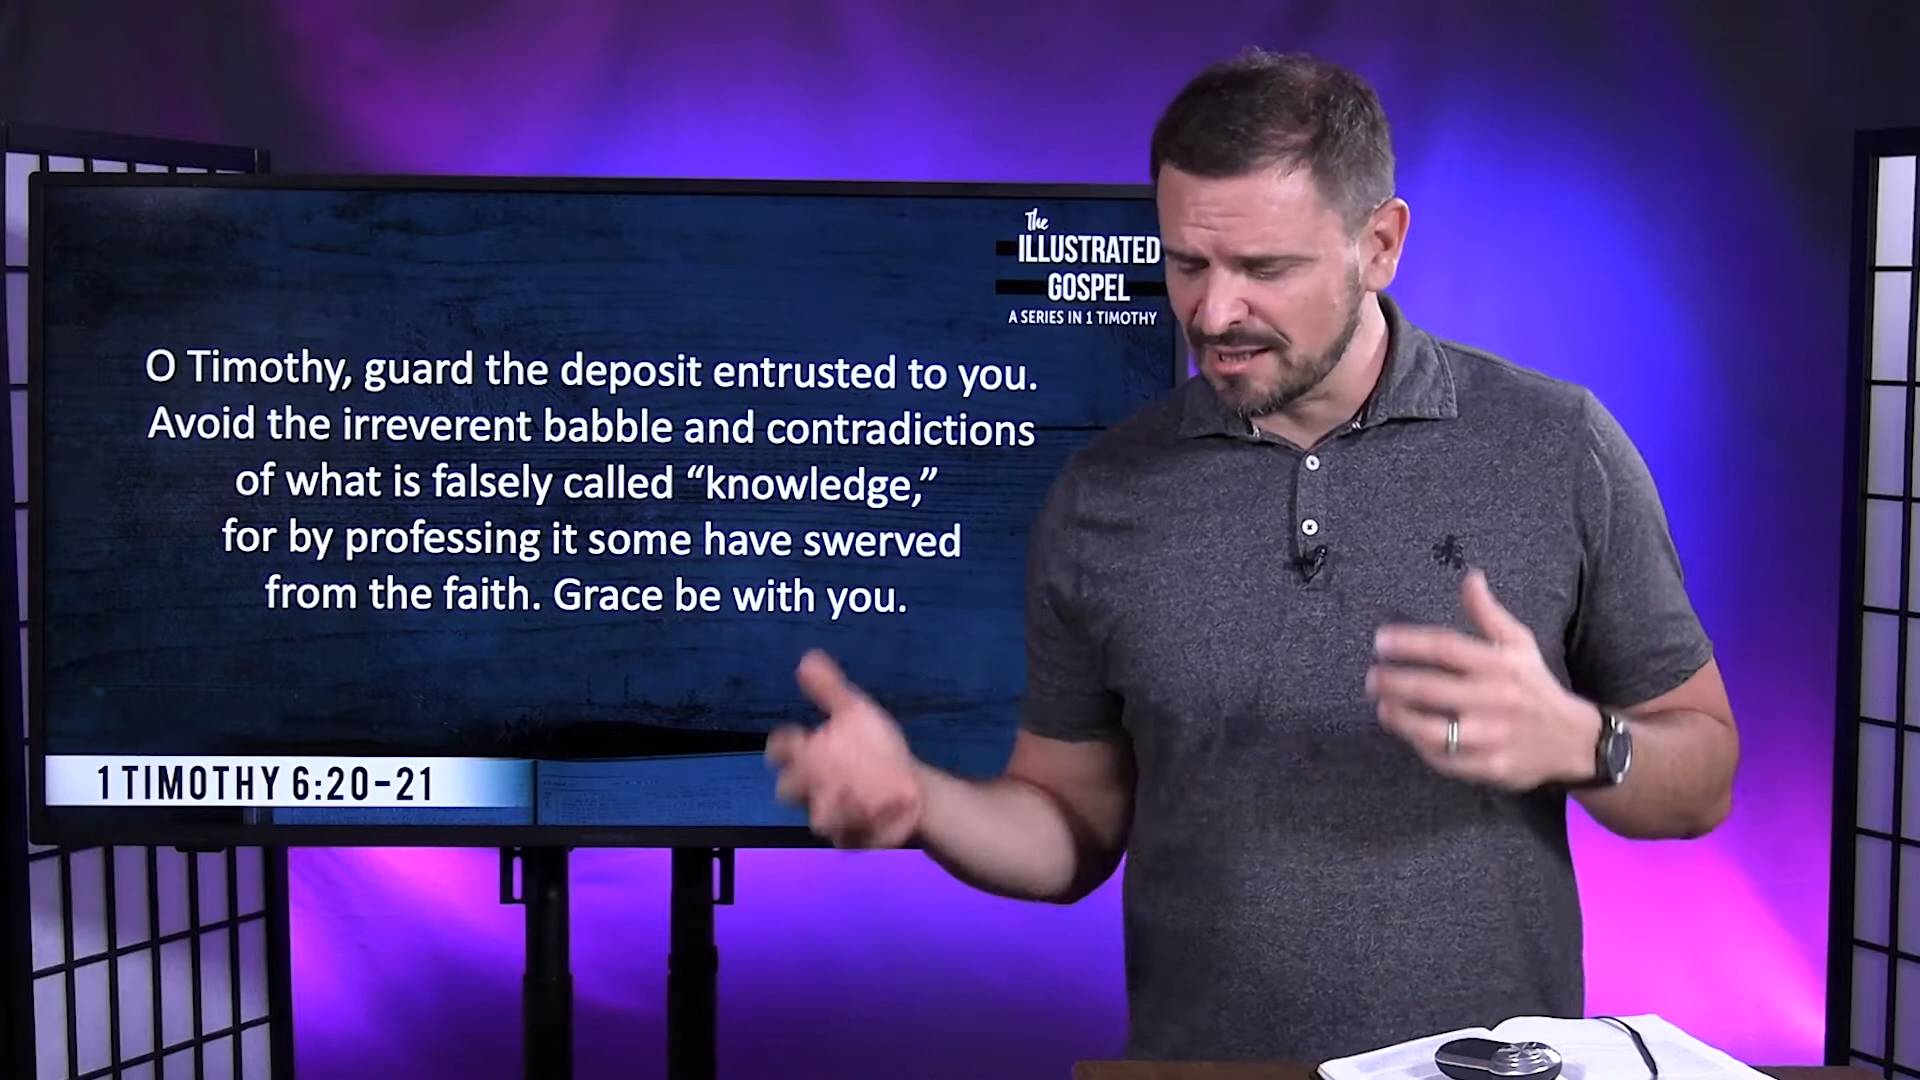 The
ILLUSTRATED
GOSPEL
A SERIES IN 1 TIMOTHY
O Timothy, guard the deposit entrusted to you.
Avoid the irreverent babble and contradictions
of what is falsely called “knowledge,”
for by professing it some have swerved
from the faith. Grace be with you.
1 TIMOTHY 6:20-21